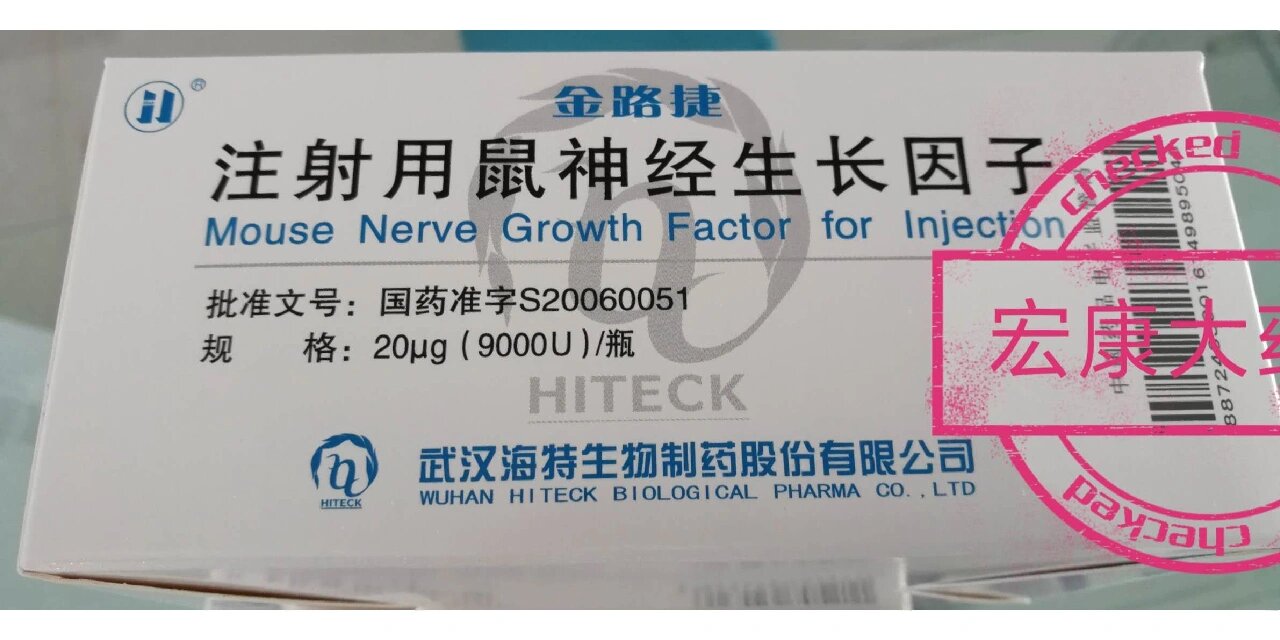 ®
金路捷
注射用鼠神经生长因子
Mouse Nerve Growth Factor for Injection
批准文号：国药准字S20060051
规 格：20μg（9000U）/瓶
HITECK
HITECK
武汉海特生物制药股份有限公司
WUHAN HITECK BIOLOGICAL PHARMA CO.,LTD
checked
宏康大药
checked